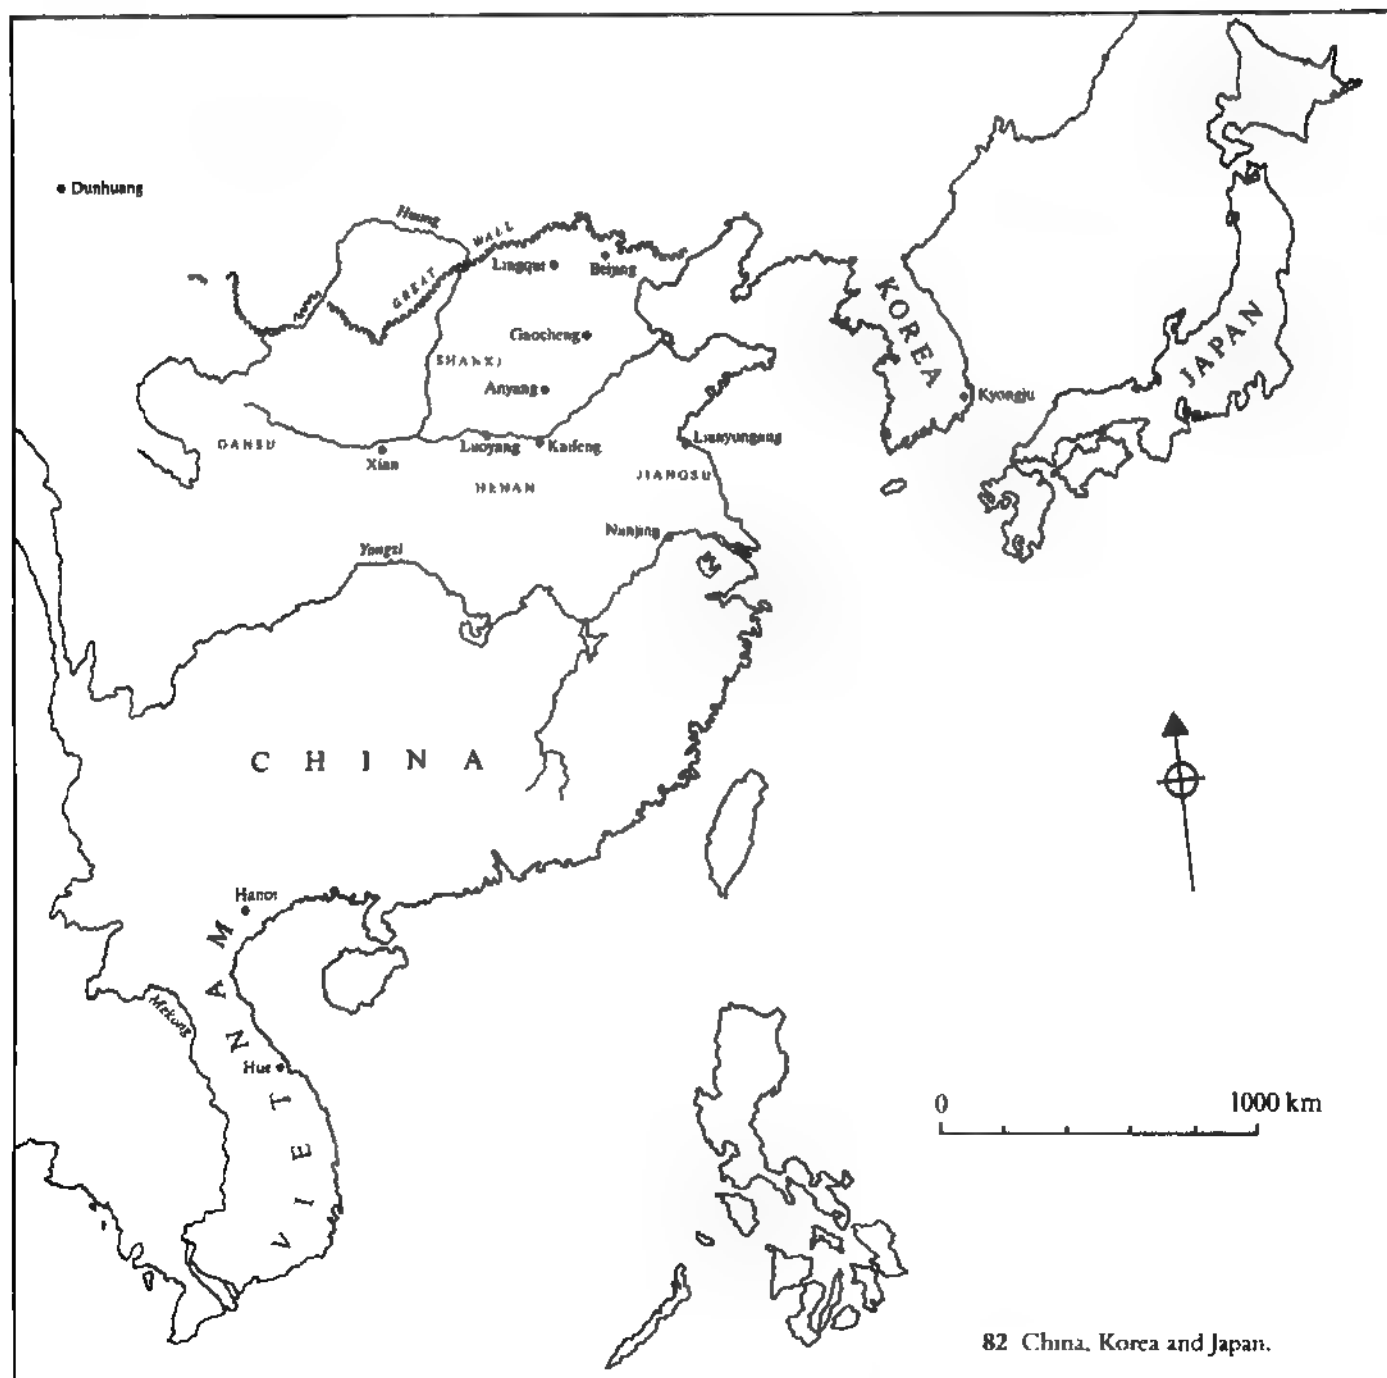 Dunhuang
Huang
GREAT WALL
Lingqui
Beijing
Gaocheng
SHANXI
Anyang
GANSU
Xian
Luoyang
Kaifeng
HENAN
Lianyungang
JIANGSU
Nanjing
Yangzi
KOREA
Kyongju
JAPAN
CHINA
Hanoi
VIETNAM
Mekong
Hue
0 1000 km
82 China, Korea and Japan.